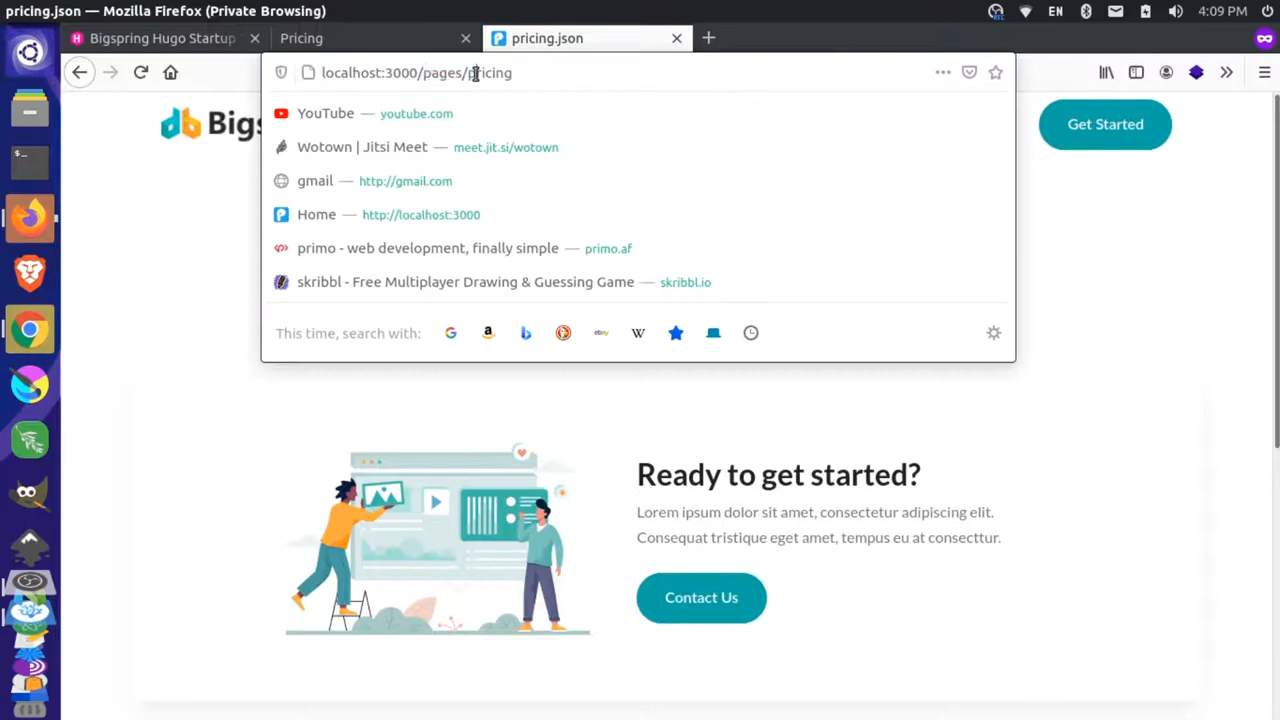 pricing.json — Mozilla Firefox (Private Browsing)
REC
EN
4:09 PM
Bigspring Hugo Startup
Pricing
pricing.json
localhost:3000/pages/pricing
YouTube — youtube.com
Wotown | Jitsi Meet — meet.jit.si/wotown
gmail — http://gmail.com
Home — http://localhost:3000
primo - web development, finally simple — primo.af
skribbl - Free Multiplayer Drawing & Guessing Game — skribbl.io
This time, search with:
Bigs
Get Started
Ready to get started?
Lorem ipsum dolor sit amet, consectetur adipiscing elit.
Consequat tristique eget amet, tempus eu at consecttur.
Contact Us